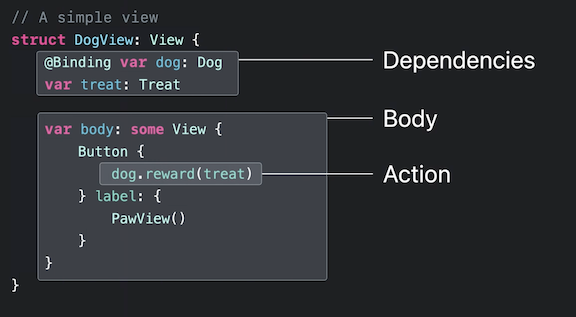 // A simple view
struct DogView: View {
@Binding var dog: Dog
var treat: Treat
Dependencies
var body: some View {
Body
Button {
dog.reward(treat)
Action
} label: {
PawView()
}
}
}